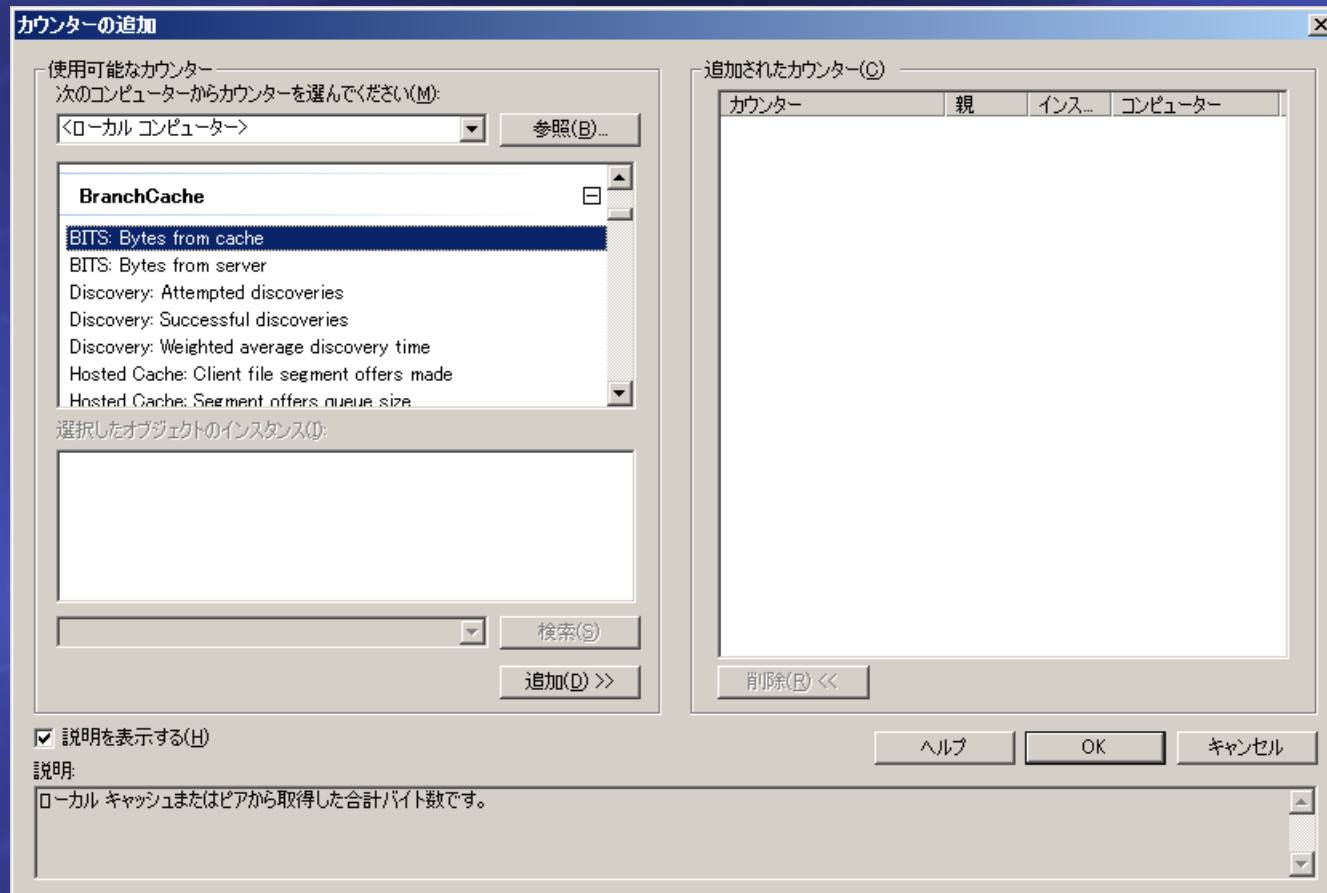 カウンターの追加
使用可能なカウンター
次のコンピューターからカウンターを選んでください(M):
<ローカル コンピューター>
参照(B)...
BranchCache
BITS: Bytes from cache
BITS: Bytes from server
Discovery: Attempted discoveries
Discovery: Successful discoveries
Discovery: Weighted average discovery time
Hosted Cache: Client file segment offers made
Hosted Cache: Segment offers queue size
選択したオブジェクトのインスタンス(I):
検索(S)
追加(D) >>
追加されたカウンター(C)
カウンター 親 インス... コンピューター
削除(R) <<
説明を表示する(H)
ヘルプ OK キャンセル
説明:
ローカル キャッシュまたはピアから取得した合計バイト数です。